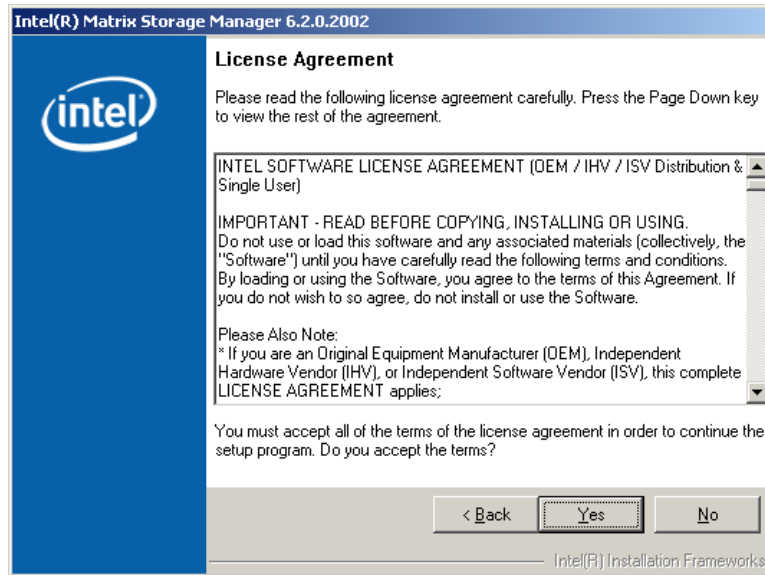 Intel(R) Matrix Storage Manager 6.2.0.2002
intel
License Agreement
Please read the following license agreement carefully. Press the Page Down key
to view the rest of the agreement.
INTEL SOFTWARE LICENSE AGREEMENT (OEM / IHV / ISV Distribution &
Single User)
IMPORTANT - READ BEFORE COPYING, INSTALLING OR USING.
Do not use or load this software and any associated materials (collectively, the
"Software") until you have carefully read the following terms and conditions.
By loading or using the Software, you agree to the terms of this Agreement. If
you do not wish to so agree, do not install or use the Software.
Please Also Note:
* If you are an Original Equipment Manufacturer (OEM), Independent
Hardware Vendor (IHV), or Independent Software Vendor (ISV), this complete
LICENSE AGREEMENT applies;
You must accept all of the terms of the license agreement in order to continue the
setup program. Do you accept the terms?
< Back Yes No
Intel(R) Installation Frameworks